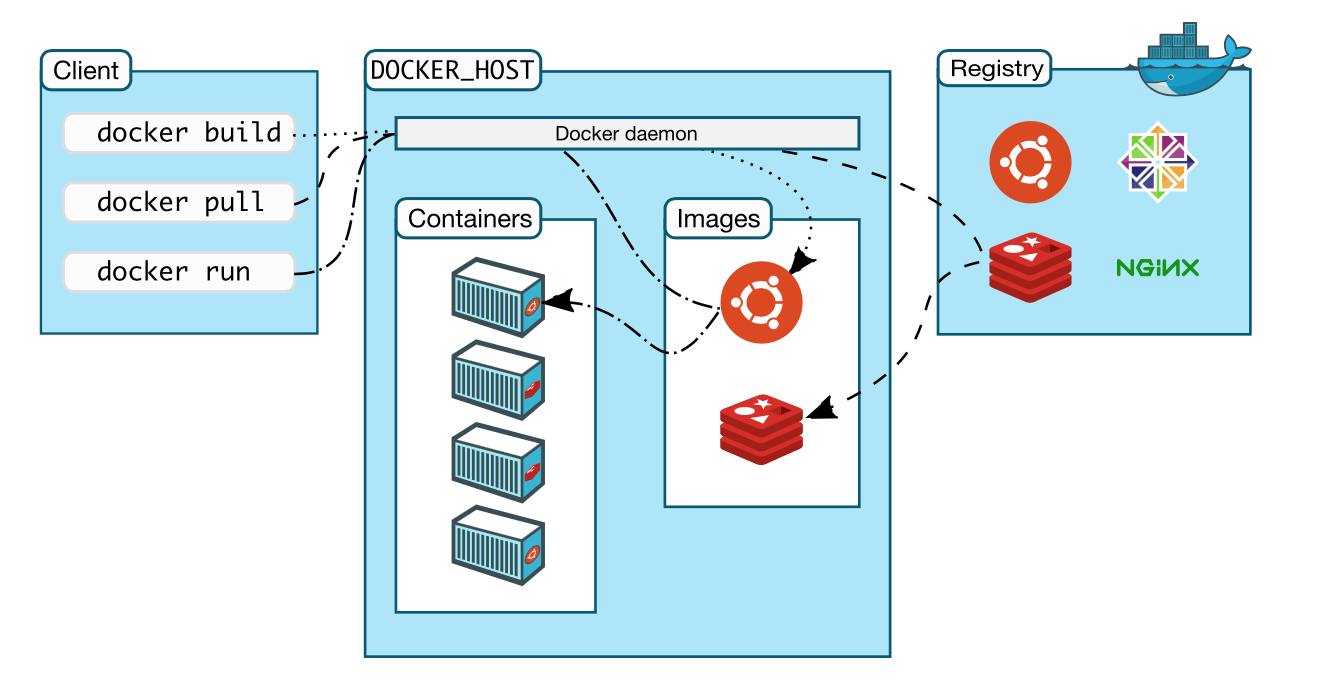 Client
docker build
docker pull
docker run
DOCKER_HOST
Docker daemon
Containers
Images
Registry
NGINX